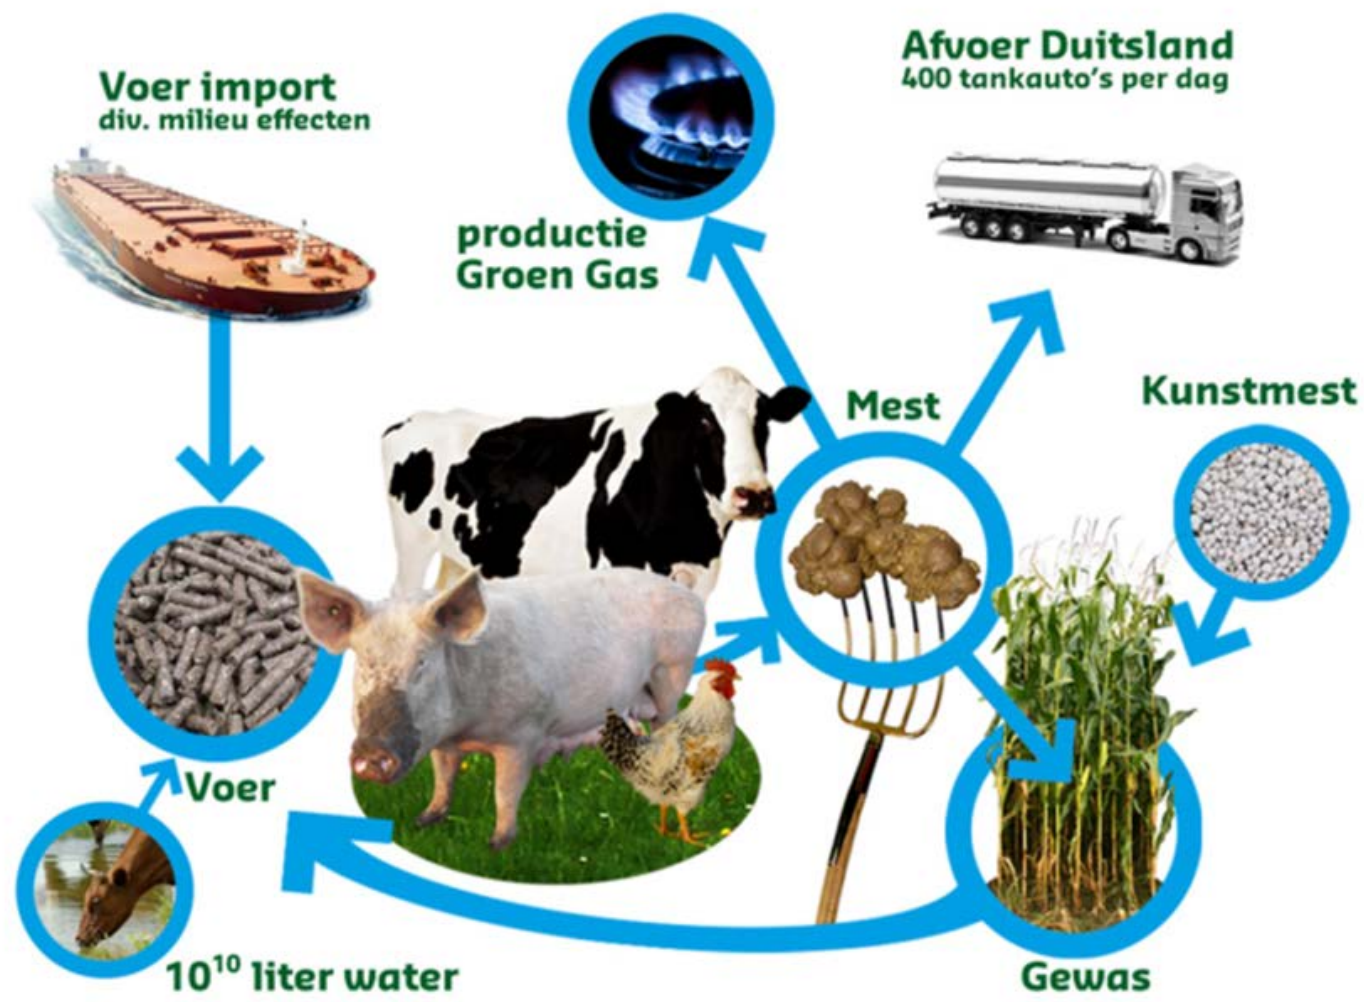 Voer import
div. milieu effecten
Afvoer Duitsland
400 tankauto's per dag
productie
Groen Gas
Mest
Kunstmest
Voer
10¹⁰ liter water
Gewas